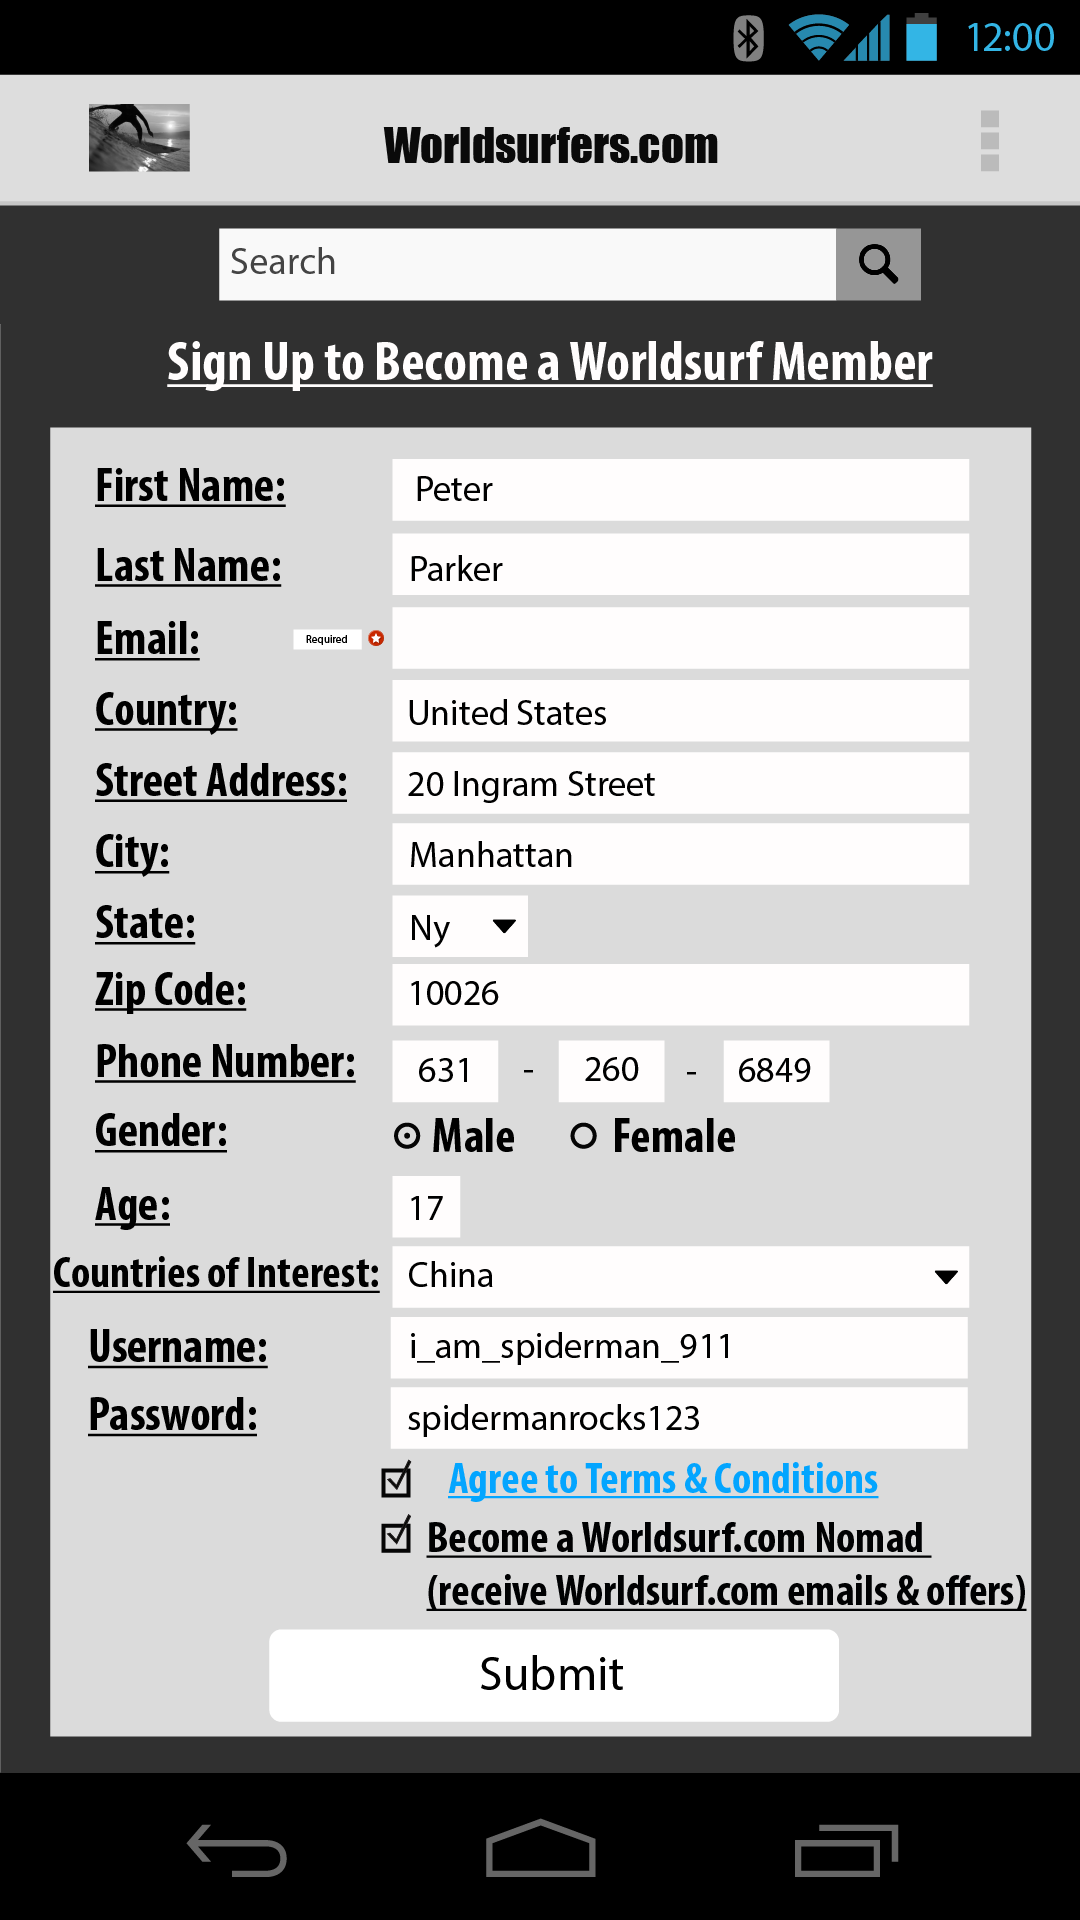 12:00
Worldsurfers.com
Search
Sign Up to Become a Worldsurf Member
First Name: Peter
Last Name: Parker
Email: Required
Country: United States
Street Address: 20 Ingram Street
City: Manhattan
State: Ny
Zip Code: 10026
Phone Number: 631 - 260 - 6849
Gender: Male Female
Age: 17
Countries of Interest: China
Username: i_am_spiderman_911
Password: spidermanrocks123
Agree to Terms & Conditions
Become a Worldsurf.com Nomad
(receive Worldsurf.com emails & offers)
Submit